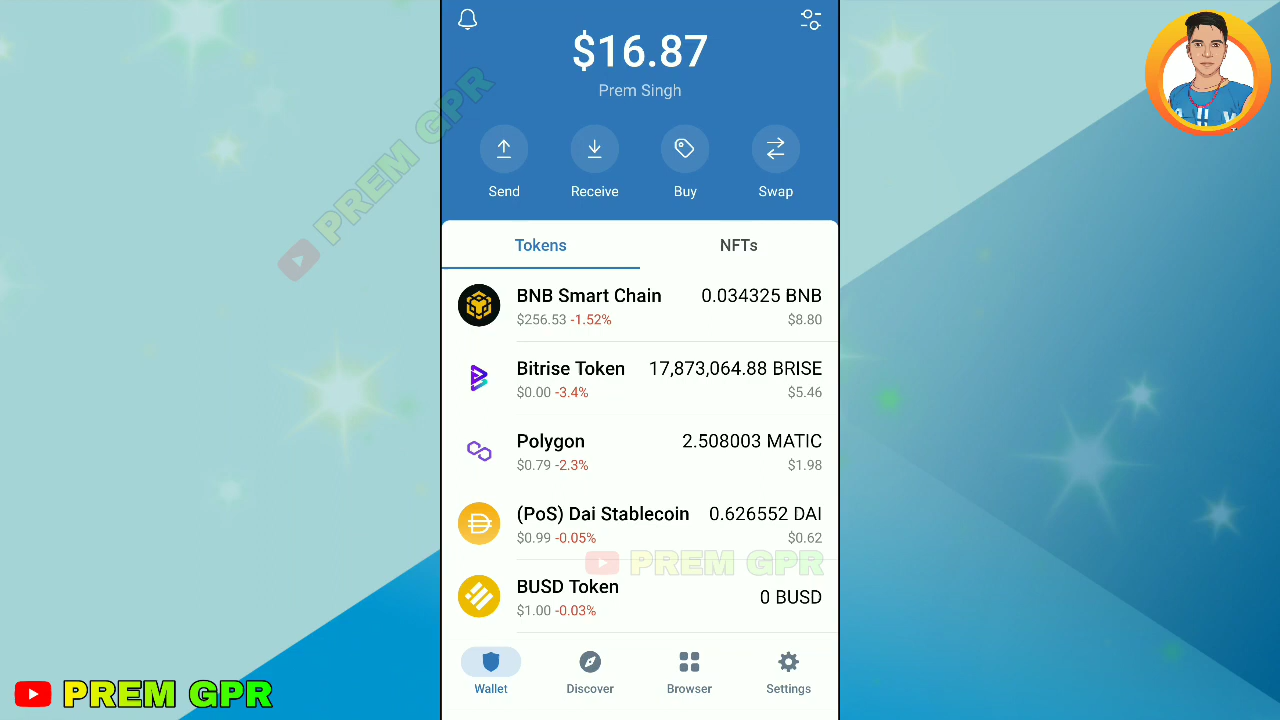 $16.87
Prem Singh
PREM GPR
Send Receive Buy Swap
Tokens NFTs
BNB Smart Chain 0.034325 BNB
$256.53 -1.52% $8.80
Bitrise Token 17,873,064.88 BRISE
$0.00 -3.4% $5.46
Polygon 2.508003 MATIC
$0.79 -2.3% $1.98
(PoS) Dai Stablecoin 0.626552 DAI
$0.99 -0.05% $0.62
PREM GPR
BUSD Token 0 BUSD
$1.00 -0.03%
Wallet Discover Browser Settings
PREM GPR